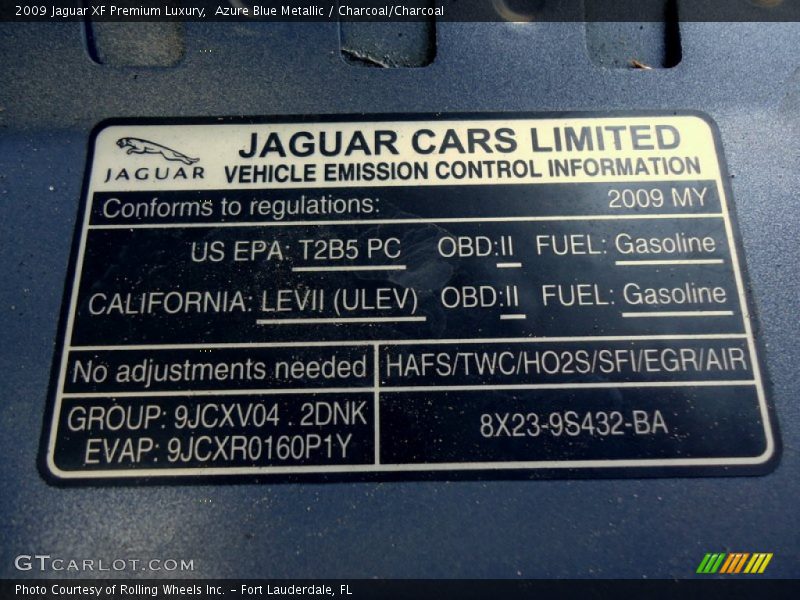 2009 Jaguar XF Premium Luxury,  Azure Blue Metallic / Charcoal/Charcoal
JAGUAR
JAGUAR CARS LIMITED
VEHICLE EMISSION CONTROL INFORMATION
Conforms to regulations: 2009 MY
US EPA: T2B5 PC OBD:II FUEL: Gasoline
CALIFORNIA: LEVII (ULEV) OBD:II FUEL: Gasoline
No adjustments needed HAFS/TWC/HO2S/SFI/EGR/AIR
GROUP: 9JCXV04 . 2DNK
EVAP: 9JCXR0160P1Y
8X23-9S432-BA
GTCARLOT.COM
Photo Courtesy of Rolling Wheels Inc. – Fort Lauderdale, FL